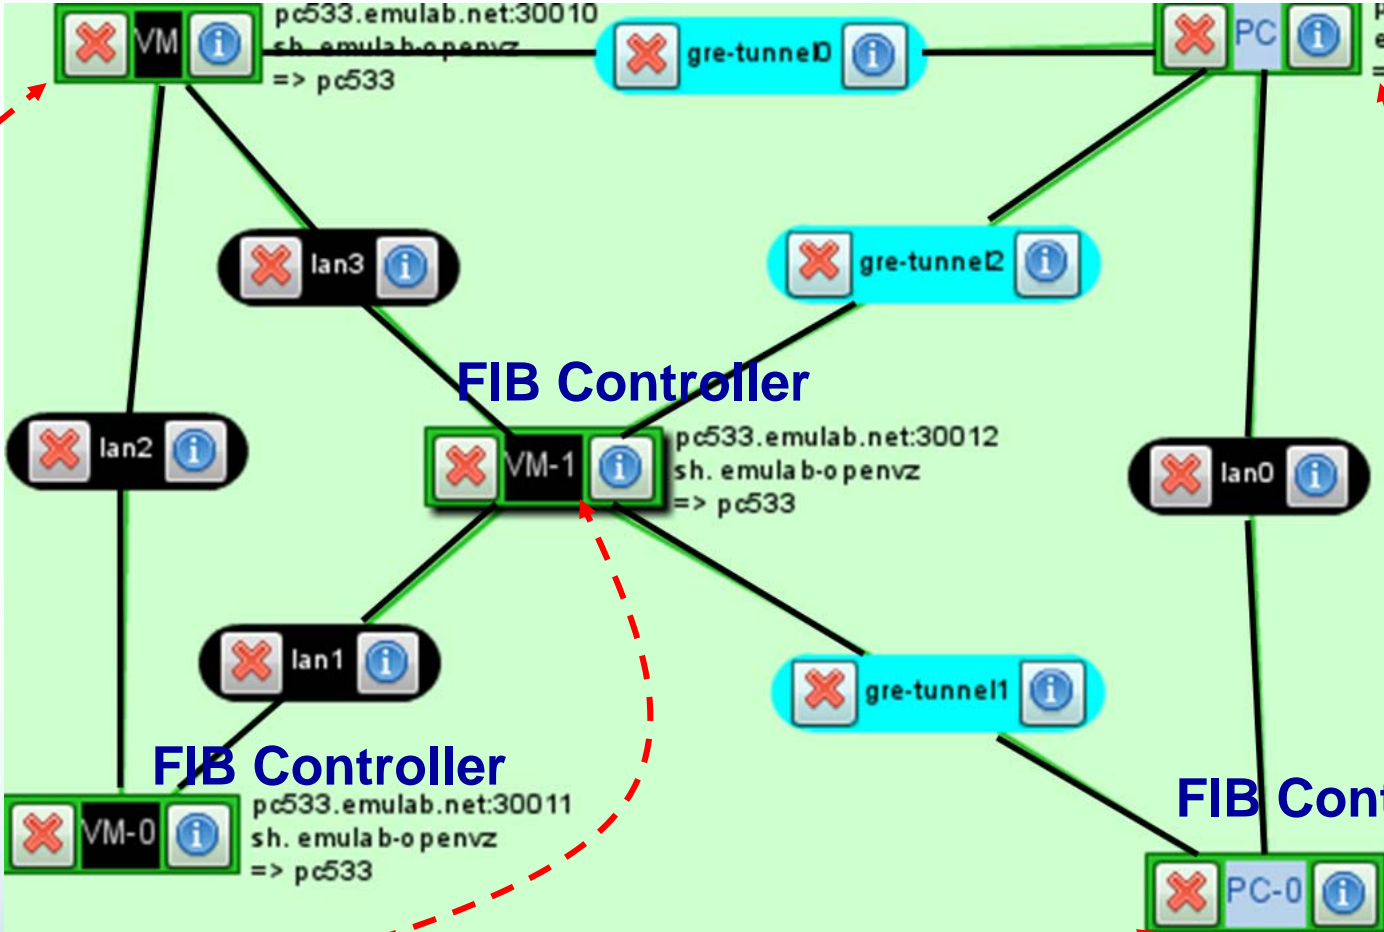 pc533.emulab.net:30010
VM
sh. emulab-openvz
=> pc533
gre-tunnel0
PC
lan3
gre-tunnel2
FIB Controller
lan2
VM-1
pc533.emulab.net:30012
sh. emulab-openvz
=> pc533
lan0
lan1
gre-tunnel1
FIB Controller
FIB Cont
VM-0
pc533.emulab.net:30011
sh. emulab-openvz
=> pc533
PC-0